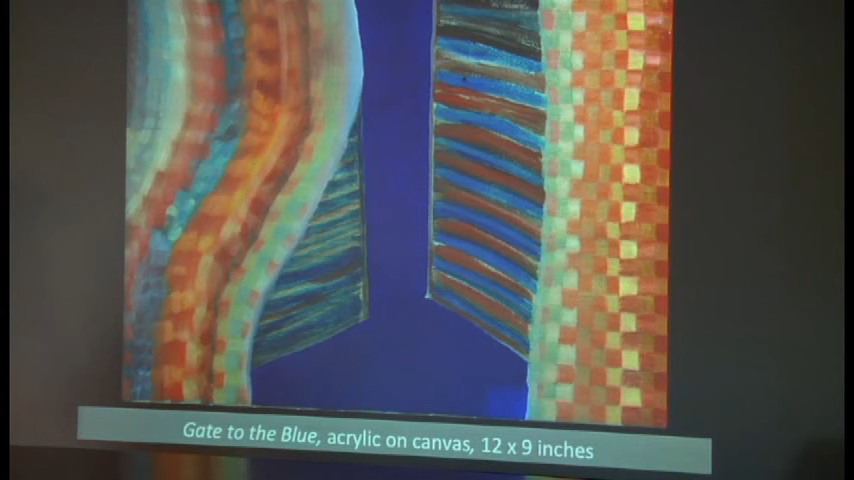 Gate to the Blue, acrylic on canvas, 12 x 9 inches